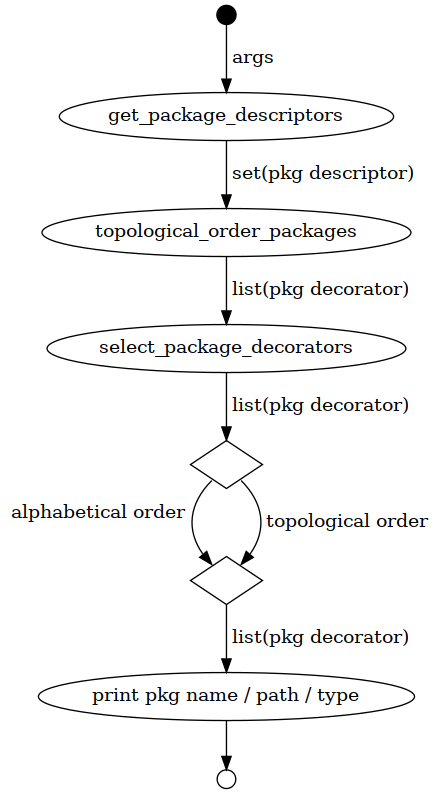 args
get_package_descriptors
set(pkg descriptor)
topological_order_packages
list(pkg decorator)
select_package_decorators
list(pkg decorator)
alphabetical order
topological order
list(pkg decorator)
print pkg name / path / type